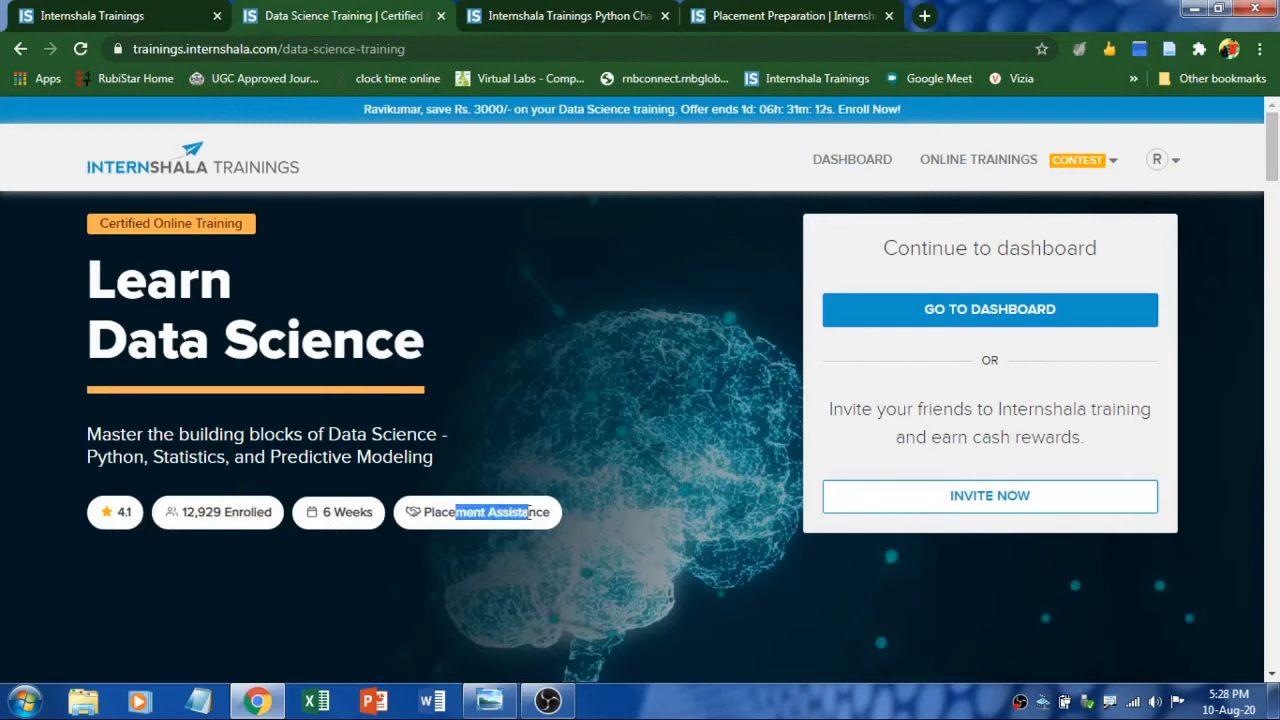 Internshala Trainings
Data Science Training | Certified
Internshala Trainings Python Cha
Placement Preparation | Internsh
trainings.internshala.com/data-science-training
Apps
RubiStar Home
UGC Approved Jour...
clock time online
Virtual Labs - Comp...
rnbconnect.mbglob...
Internshala Trainings
Google Meet
Vizia
»
Other bookmarks
Ravikumar, save Rs. 3000/- on your Data Science training. Offer ends 1d: 06h: 31m: 12s. Enroll Now!
INTERNSHALA TRAININGS
DASHBOARD
ONLINE TRAININGS
CONTEST
R
Certified Online Training
Learn
Data Science
Master the building blocks of Data Science -
Python, Statistics, and Predictive Modeling
4.1
12,929 Enrolled
6 Weeks
Placement Assistance
Continue to dashboard
GO TO DASHBOARD
OR
Invite your friends to Internshala training
and earn cash rewards.
INVITE NOW
5:28 PM
10-Aug-20